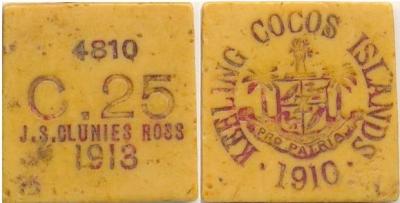 4810
C.25
J.S.CLUNIES ROSS
1913
KEELING COCOS ISLANDS
PRO PATRIA
· 1910 ·